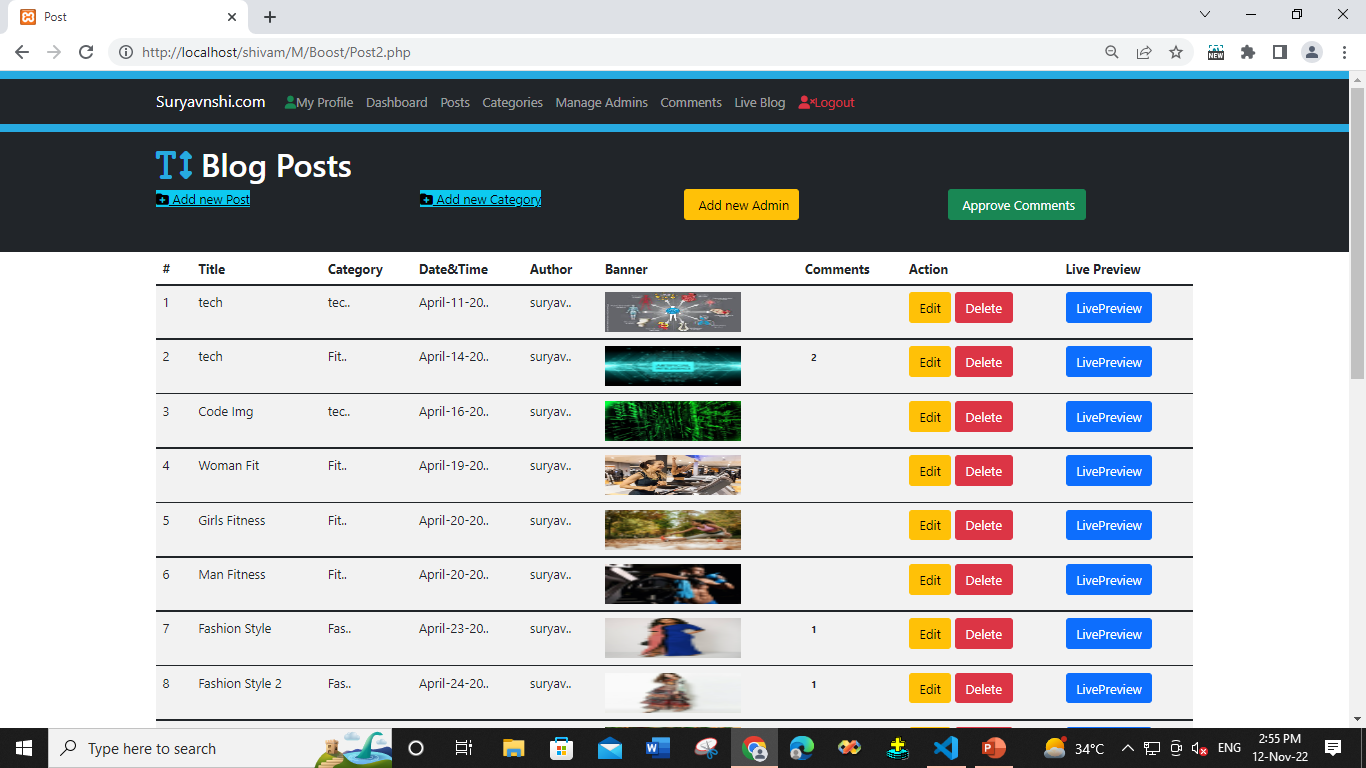 Post
http://localhost/shivam/M/Boost/Post2.php
NEW
Suryavnshi.com My Profile Dashboard Posts Categories Manage Admins Comments Live Blog Logout
Blog Posts
Add new Post Add new Category Add new Admin Approve Comments
# Title Category Date&Time Author Banner Comments Action Live Preview
1 tech tec.. April-11-20.. suryav.. Edit Delete LivePreview
2 tech Fit.. April-14-20.. suryav.. 2 Edit Delete LivePreview
3 Code Img tec.. April-16-20.. suryav.. Edit Delete LivePreview
4 Woman Fit Fit.. April-19-20.. suryav.. Edit Delete LivePreview
5 Girls Fitness Fit.. April-20-20.. suryav.. Edit Delete LivePreview
6 Man Fitness Fit.. April-20-20.. suryav.. Edit Delete LivePreview
7 Fashion Style Fas.. April-23-20.. suryav.. 1 Edit Delete LivePreview
8 Fashion Style 2 Fas.. April-24-20.. suryav.. 1 Edit Delete LivePreview
Type here to search
34°C
ENG
2:55 PM
12-Nov-22